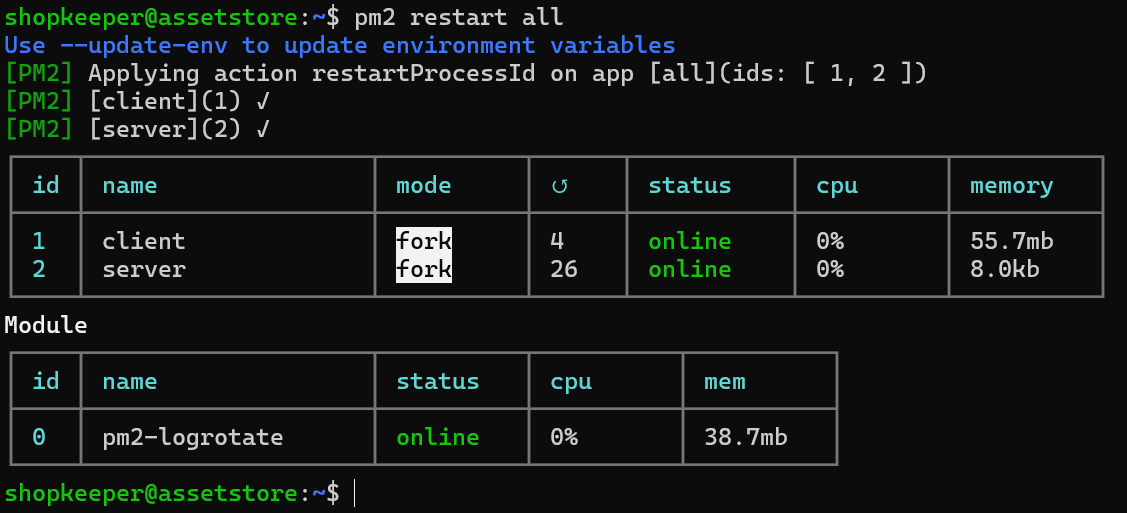 shopkeeper@assetstore:~$ pm2 restart all
Use --update-env to update environment variables
[PM2] Applying action restartProcessId on app [all](ids: [ 1, 2 ])
[PM2] [client](1) ✓
[PM2] [server](2) ✓
id name mode ↺ status cpu memory
1 client fork 4 online 0% 55.7mb
2 server fork 26 online 0% 8.0kb
Module
id name status cpu mem
0 pm2-logrotate online 0% 38.7mb
shopkeeper@assetstore:~$